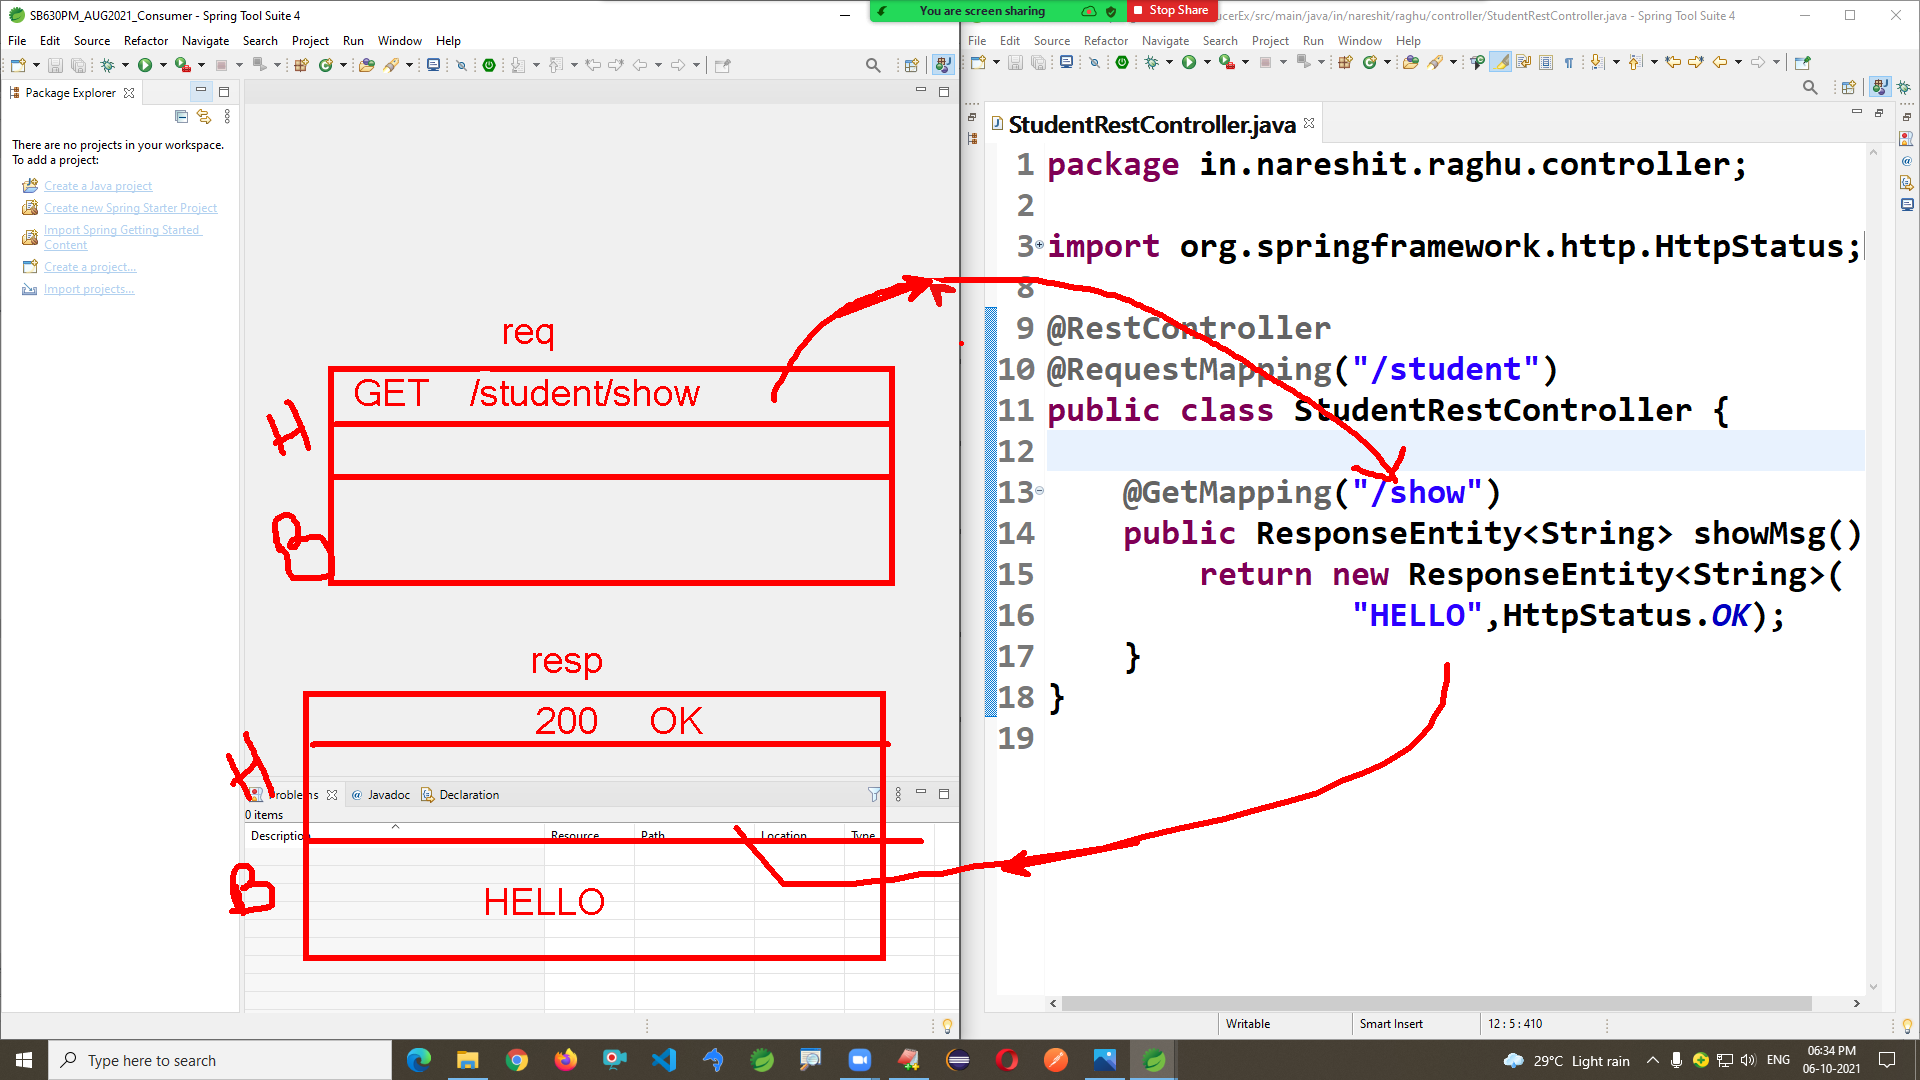 SB630PM_AUG2021_Consumer - Spring Tool Suite 4
You are screen sharing
Stop Share
ucerEx/src/main/java/in/nareshit/raghu/controller/StudentRestController.java - Spring Tool Suite 4
File Edit Source Refactor Navigate Search Project Run Window Help
File Edit Source Refactor Navigate Search Project Run Window Help
Package Explorer
There are no projects in your workspace.
To add a project:
Create a Java project
Create new Spring Starter Project
Import Spring Getting Started
Content
Create a project...
Import projects...
req
GET /student/show
H
B
resp
200 OK
H
B
HELLO
Problems @ Javadoc Declaration
0 items
Description Resource Path Location Type
StudentRestController.java
1 package in.nareshit.raghu.controller;
2
3 import org.springframework.http.HttpStatus;
8
9 @RestController
10 @RequestMapping("/student")
11 public class StudentRestController {
12
13 @GetMapping("/show")
14 public ResponseEntity<String> showMsg()
15 return new ResponseEntity<String>(
16 "HELLO",HttpStatus.OK);
17 }
18 }
19
Writable Smart Insert 12 : 5 : 410
Type here to search
29°C Light rain
ENG
06:34 PM
06-10-2021